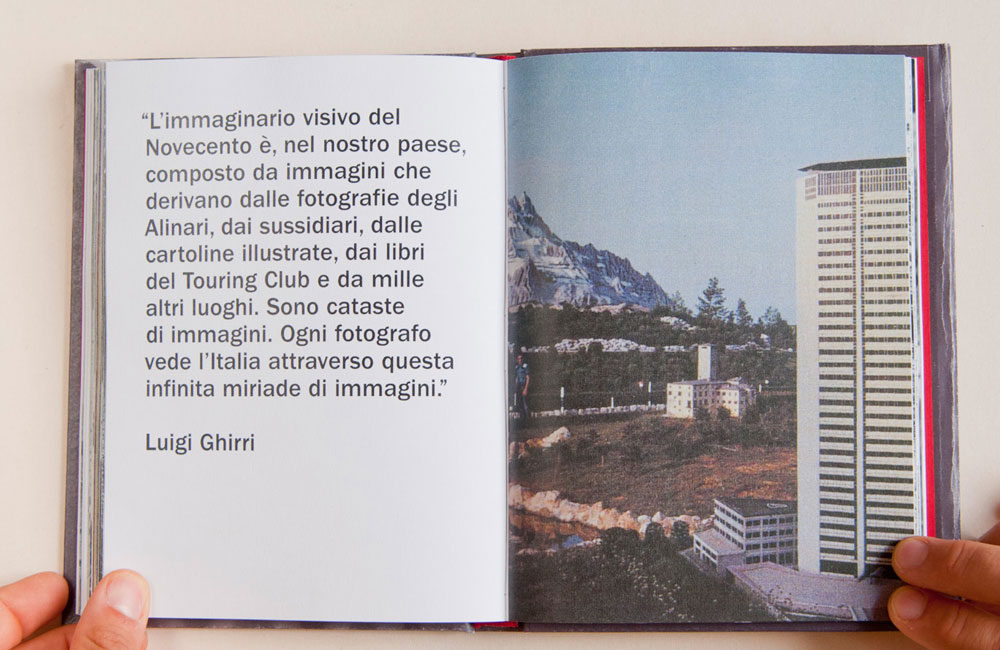 “L’immaginario visivo del
Novecento è, nel nostro paese,
composto da immagini che
derivano dalle fotografie degli
Alinari, dai sussidiari, dalle
cartoline illustrate, dai libri
del Touring Club e da mille
altri luoghi. Sono cataste
di immagini. Ogni fotografo
vede l’Italia attraverso questa
infinita miriade di immagini.”
Luigi Ghirri